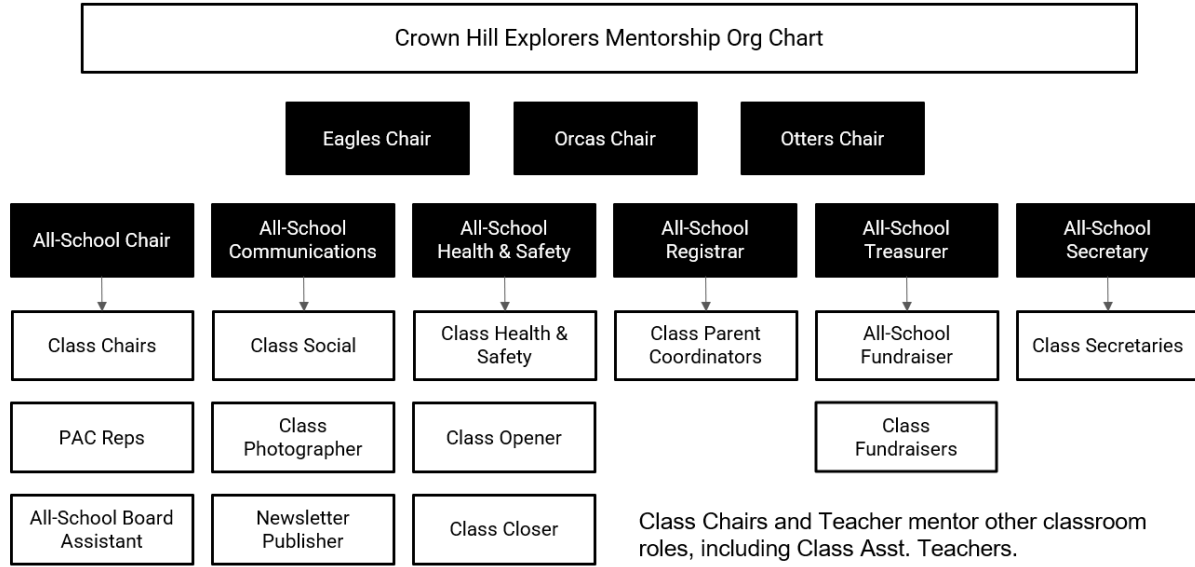 Crown Hill Explorers Mentorship Org Chart
Eagles Chair
Orcas Chair
Otters Chair
All-School Chair
All-School
Communications
All-School
Health & Safety
All-School
Registrar
All-School
Treasurer
All-School
Secretary
Class Chairs
Class Social
Class Health &
Safety
Class Parent
Coordinators
All-School
Fundraiser
Class Secretaries
PAC Reps
Class
Photographer
Class Opener
Class
Fundraisers
All-School Board
Assistant
Newsletter
Publisher
Class Closer
Class Chairs and Teacher mentor other classroom
roles, including Class Asst. Teachers.